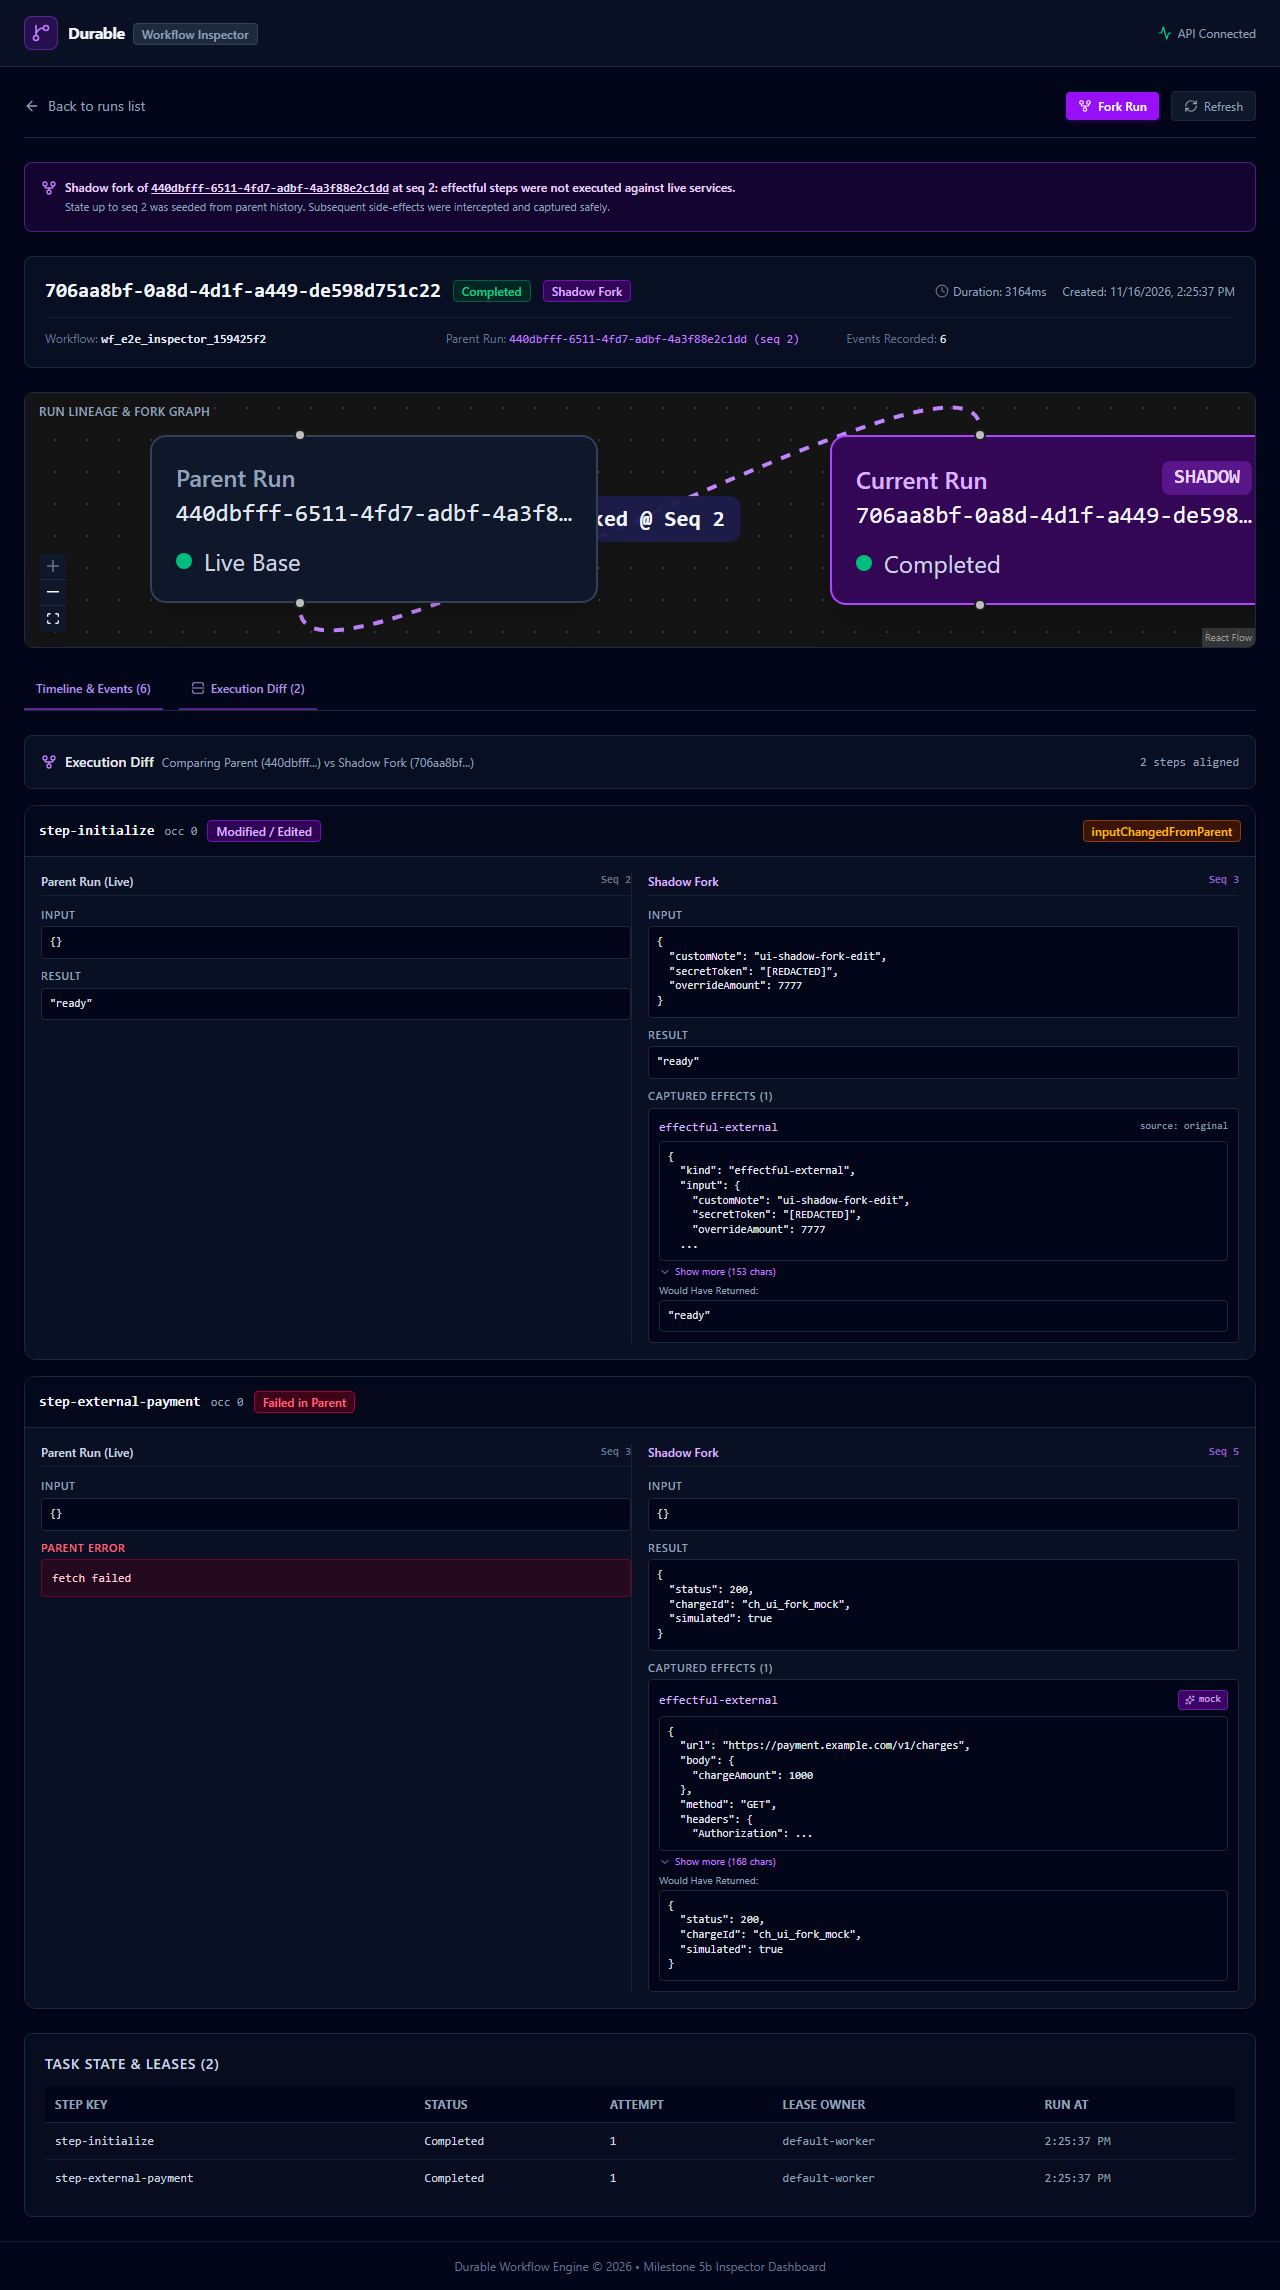 Durable Workflow Inspector
API Connected
Back to runs list
Fork Run
Refresh
Shadow fork of 440dbfff-6511-4fd7-adbf-4a3f88e2c1dd at seq 2: effectful steps were not executed against live services.
State up to seq 2 was seeded from parent history. Subsequent side-effects were intercepted and captured safely.
706aa8bf-0a8d-4d1f-a449-de598d751c22 Completed Shadow Fork
Duration: 3164ms Created: 11/16/2026, 2:25:37 PM
Workflow: wf_e2e_inspector_159425f2 Parent Run: 440dbfff-6511-4fd7-adbf-4a3f88e2c1dd (seq 2) Events Recorded: 6
RUN LINEAGE & FORK GRAPH
Parent Run
440dbfff-6511-4fd7-adbf-4a3f8…
Live Base
ked @ Seq 2
Current Run SHADOW
706aa8bf-0a8d-4d1f-a449-de598…
Completed
React Flow
Timeline & Events (6) Execution Diff (2)
Execution Diff Comparing Parent (440dbfff...) vs Shadow Fork (706aa8bf...) 2 steps aligned
step-initialize occ 0 Modified / Edited inputChangedFromParent
Parent Run (Live) Seq 2
INPUT
{}
RESULT
"ready"
Shadow Fork Seq 3
INPUT
{
"customNote": "ui-shadow-fork-edit",
"secretToken": "[REDACTED]",
"overrideAmount": 7777
}
RESULT
"ready"
CAPTURED EFFECTS (1)
effectful-external source: original
{
"kind": "effectful-external",
"input": {
"customNote": "ui-shadow-fork-edit",
"secretToken": "[REDACTED]",
"overrideAmount": 7777
...
Show more (153 chars)
Would Have Returned:
"ready"
step-external-payment occ 0 Failed in Parent
Parent Run (Live) Seq 3
INPUT
{}
PARENT ERROR
fetch failed
Shadow Fork Seq 5
INPUT
{}
RESULT
{
"status": 200,
"chargeId": "ch_ui_fork_mock",
"simulated": true
}
CAPTURED EFFECTS (1)
effectful-external mock
{
"url": "https://payment.example.com/v1/charges",
"body": {
"chargeAmount": 1000
},
"method": "GET",
"headers": {
"Authorization": ...
Show more (168 chars)
Would Have Returned:
{
"status": 200,
"chargeId": "ch_ui_fork_mock",
"simulated": true
}
TASK STATE & LEASES (2)
STEP KEY STATUS ATTEMPT LEASE OWNER RUN AT
step-initialize Completed 1 default-worker 2:25:37 PM
step-external-payment Completed 1 default-worker 2:25:37 PM
Durable Workflow Engine © 2026 • Milestone 5b Inspector Dashboard